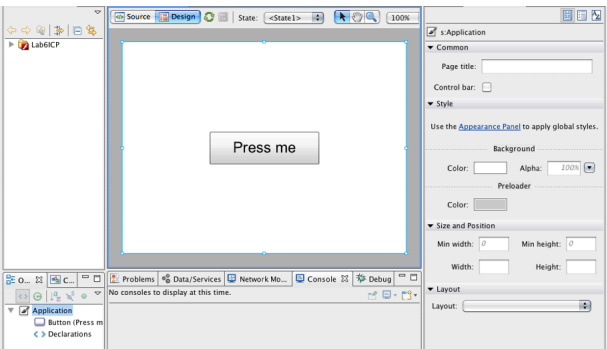 Source Design State: <State1> 100%
Lab6ICP
Press me
s:Application
Common
Page title:
Control bar:
Style
Use the Appearance Panel to apply global styles.
Background
Color: Alpha: 100%
Preloader
Color:
Size and Position
Min width: 0 Min height: 0
Width: Height:
Layout
Layout:
O... C...
Problems Data/Services Network Mo... Console Debug
No consoles to display at this time.
Application
Button (Press m
Declarations